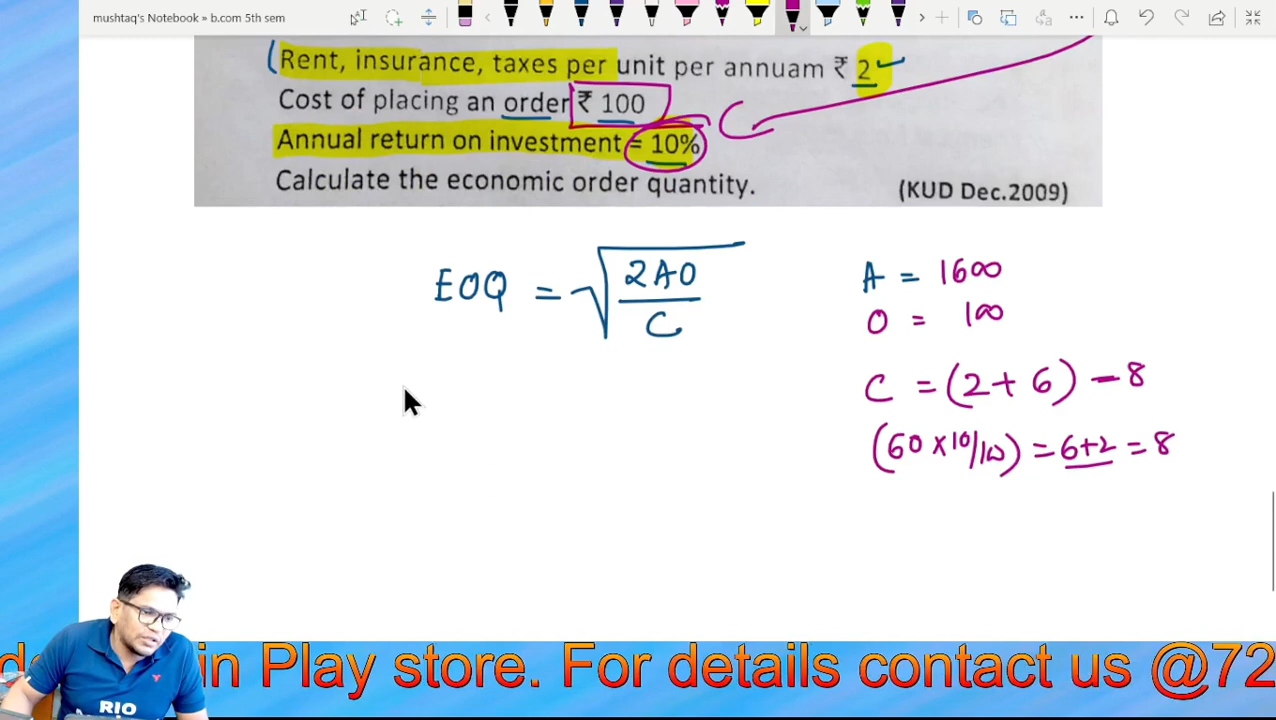 mushtaq's Notebook » b.com 5th sem
Rent, insurance, taxes per unit per annuam ₹ 2
Cost of placing an order ₹ 100
Annual return on investment = 10%
Calculate the economic order quantity.
(KUD Dec.2009)
EOQ = √2AO/C
A = 1600
O = 100
C = (2+6) - 8
(60 x 10/100) = 6+2 = 8
in Play store. For details contact us @72
RIO